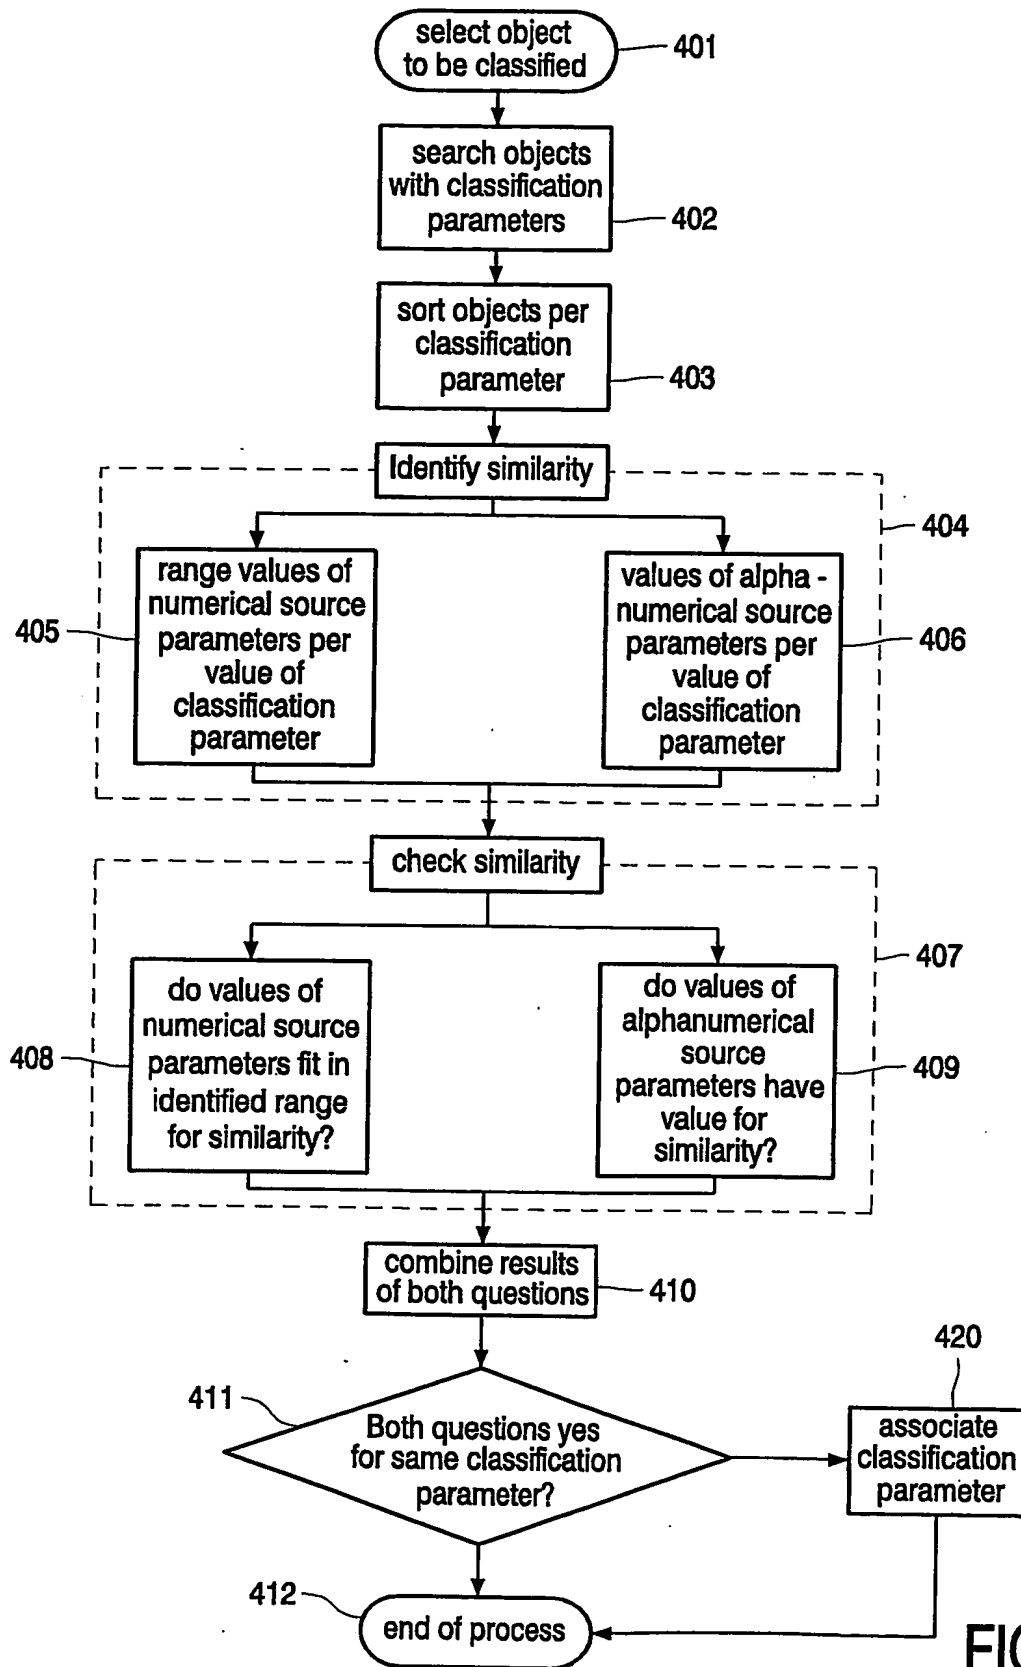 select object
to be classified
401
search objects
with classification
parameters
402
sort objects per
classification
parameter
403
Identify similarity
404
range values of
numerical source
parameters per
value of
classification
parameter
405
values of alpha -
numerical source
parameters per
value of
classification
parameter
406
check similarity
407
do values of
numerical source
parameters fit in
identified range
for similarity?
408
do values of
alphanumerical
source
parameters have
value for
similarity?
409
combine results
of both questions
410
411
Both questions yes
for same classification
parameter?
420
associate
classification
parameter
412
end of process
FIG